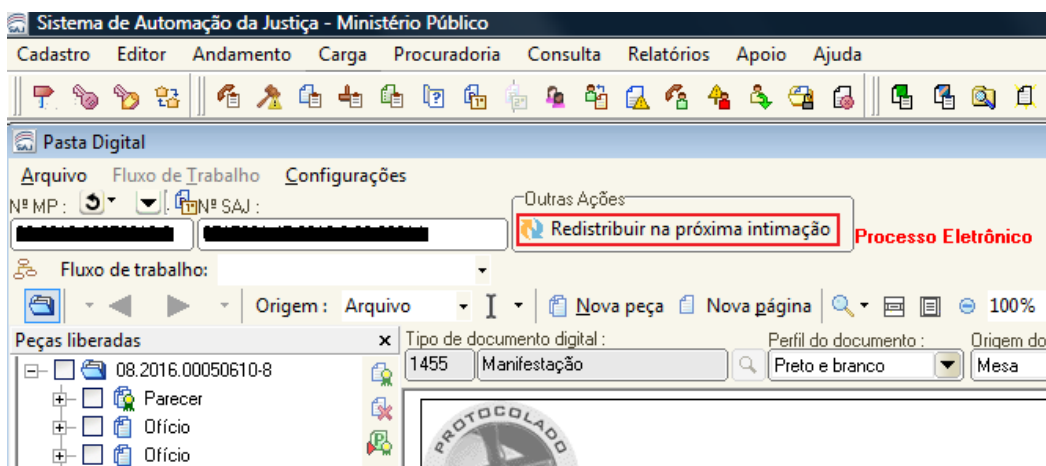 Sistema de Automação da Justiça - Ministério Público
Cadastro Editor Andamento Carga Procuradoria Consulta Relatórios Apoio Ajuda
Pasta Digital
Arquivo Fluxo de Trabalho Configurações
Nº MP : Nº SAJ :
Outras Ações
Redistribuir na próxima intimação
Processo Eletrônico
Fluxo de trabalho:
Origem : Arquivo Nova peça Nova página 100%
Peças liberadas x
Tipo de documento digital : Perfil do documento : Origem do
1455 Manifestação Preto e branco Mesa
08.2016.00050610-8
Parecer
Ofício
Ofício
PROTOCOLADO